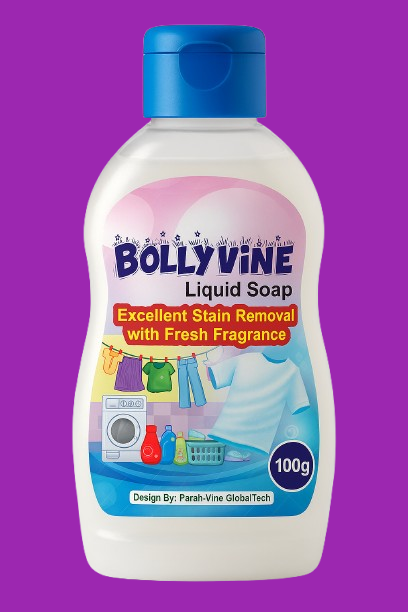 BOLLYVINE
Liquid Soap
Excellent Stain Removal
with Fresh Fragrance
100g
Design By: Parah-Vine GlobalTech